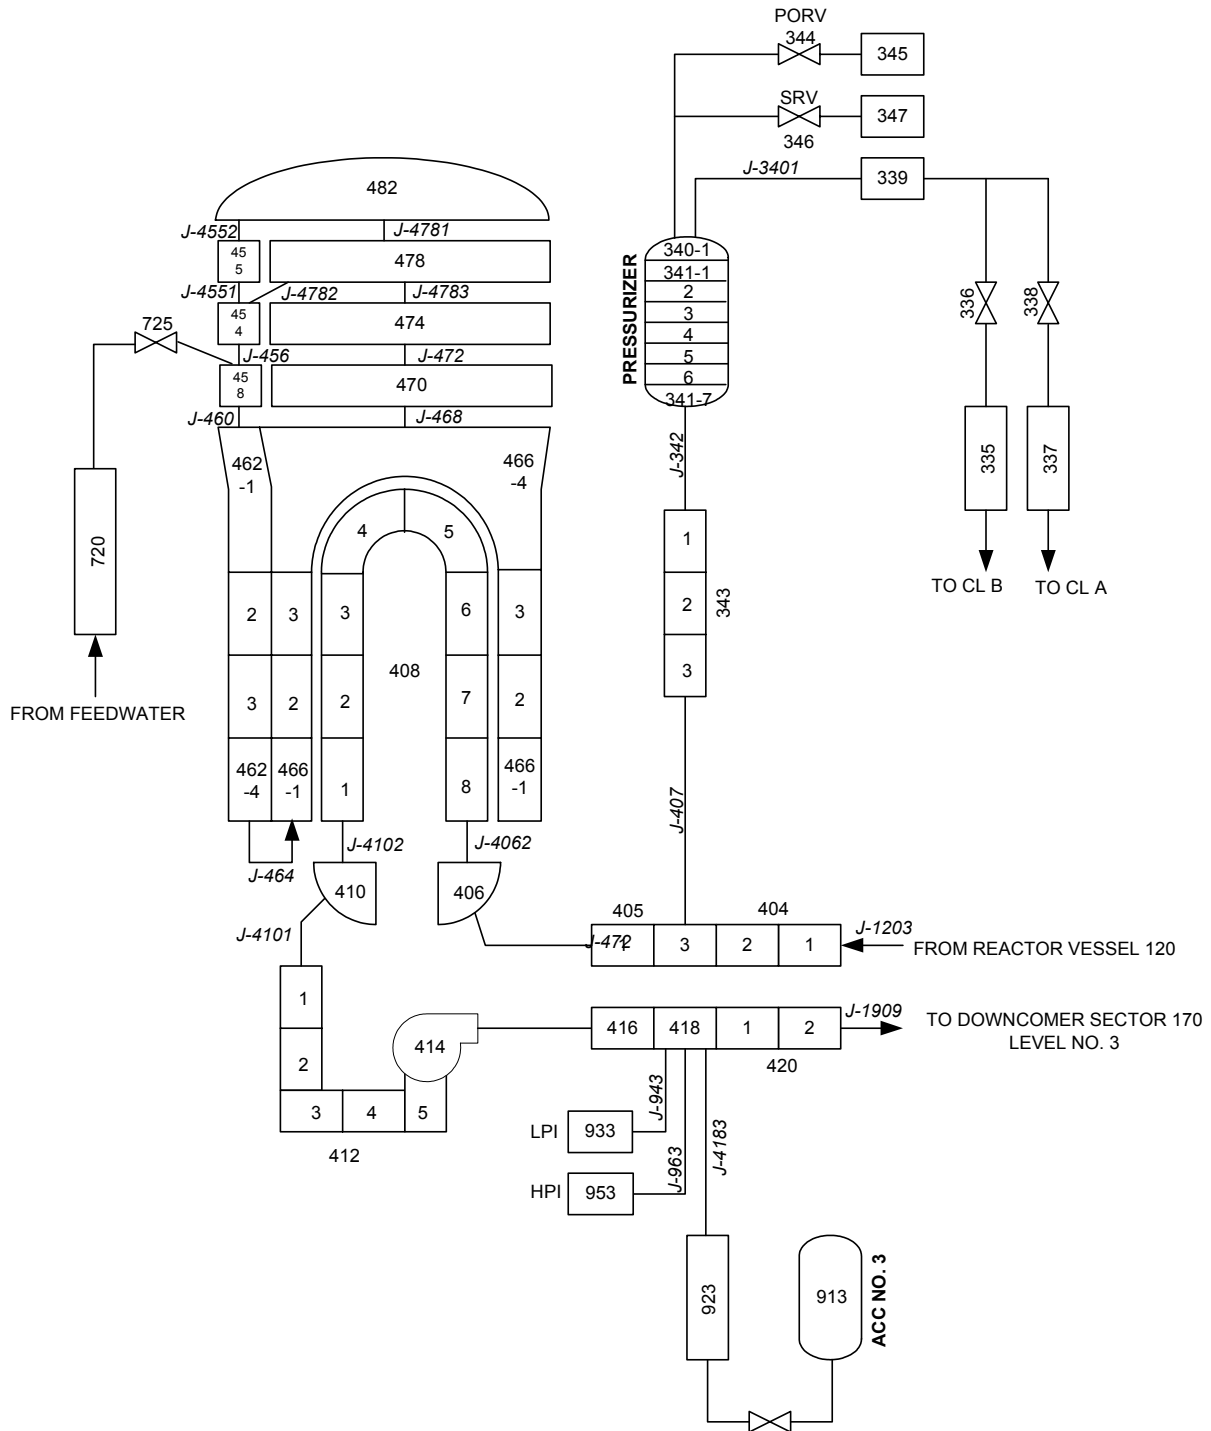 PORV
344
345
SRV
347
346
J-3401
339
482
J-4552
J-4781
45
5
478
340-1
341-1
2
3
4
5
6
341-7
PRESSURIZER
J-4551
J-4782
J-4783
336
338
725
45
4
474
J-456
J-472
45
8
470
J-460
J-468
J-342
335
337
462
-1
466
-4
4
5
1
2
3
343
720
TO CL B
TO CL A
2
3
3
6
3
408
3
2
2
7
2
FROM FEEDWATER
462
-4
466
-1
1
8
466
-1
J-407
J-4102
J-4062
J-464
410
406
405
404
J-4101
J-472
1
3
2
1
J-1203
FROM REACTOR VESSEL 120
1
2
3
4
5
412
414
416
418
1
2
J-1909
TO DOWNCOMER SECTOR 170
LEVEL NO. 3
420
J-943
LPI
933
J-963
J-4183
HPI
953
923
913
ACC NO. 3